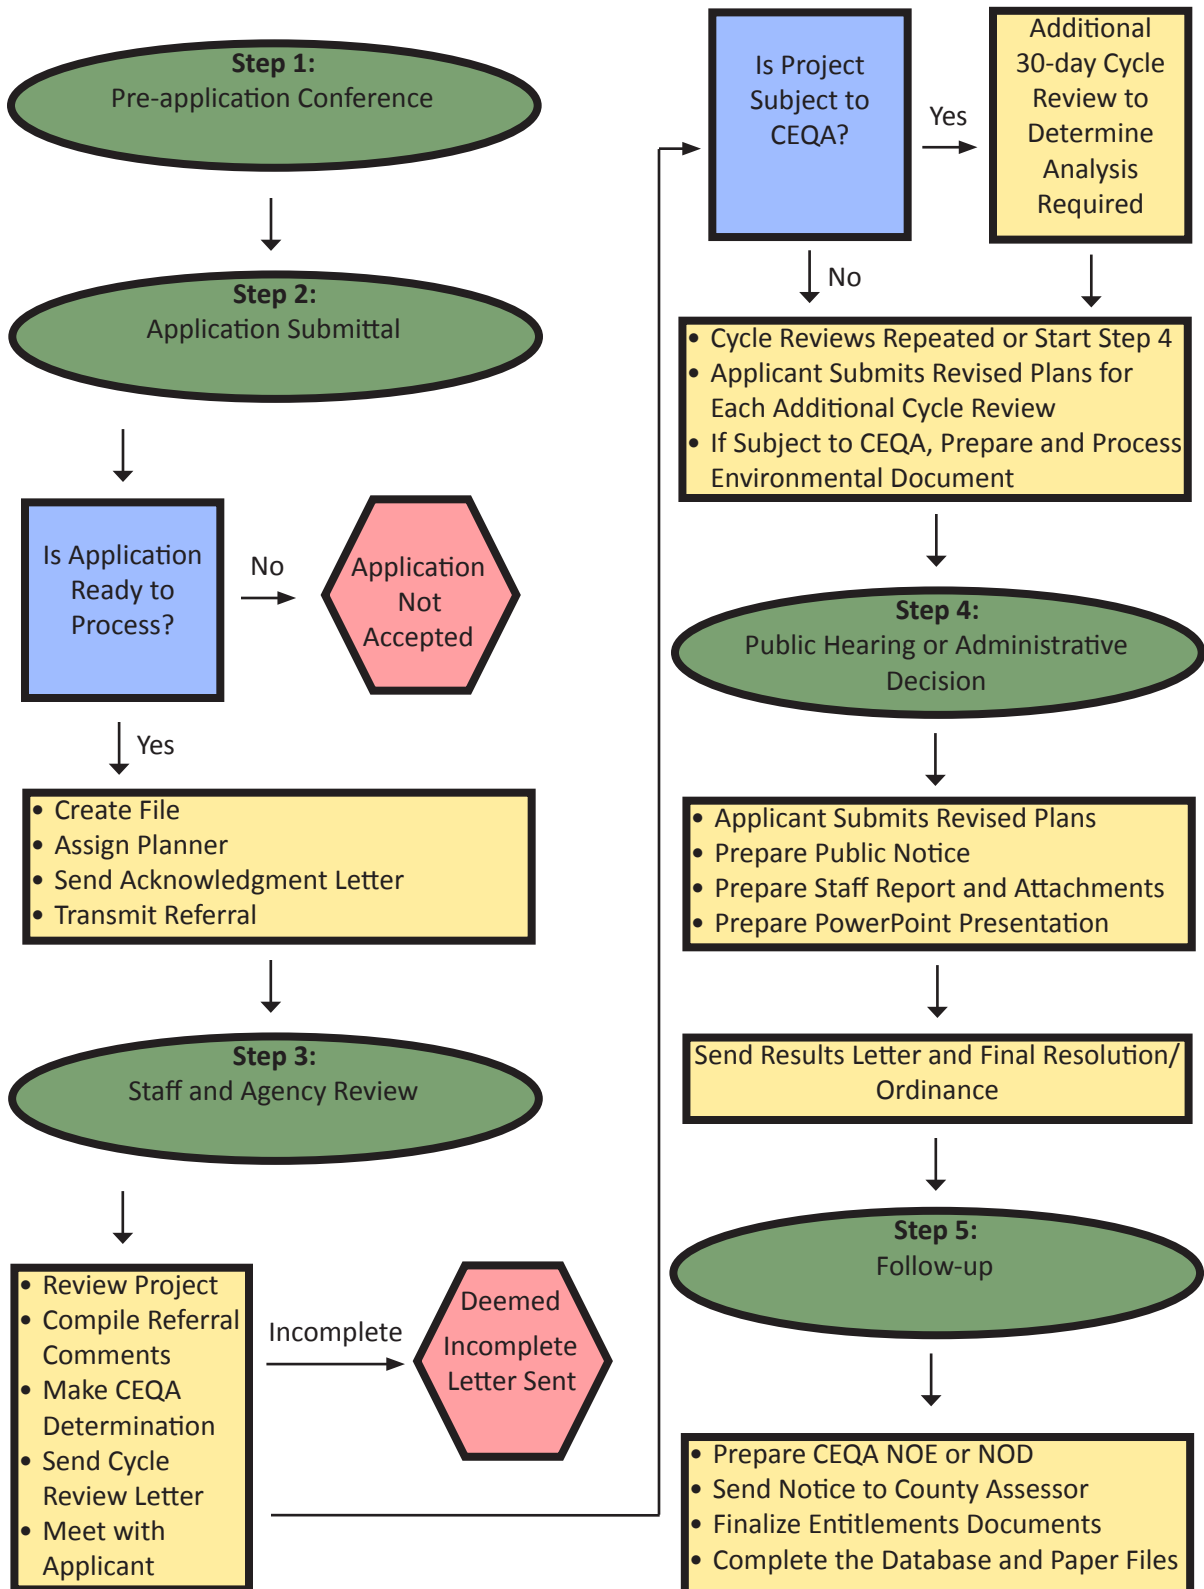 Step 1:
Pre-application Conference
Step 2:
Application Submittal
Is Application
Ready to
Process?
No
Application
Not
Accepted
Yes
• Create File
• Assign Planner
• Send Acknowledgment Letter
• Transmit Referral
Step 3:
Staff and Agency Review
• Review Project
• Compile Referral
Comments
• Make CEQA
Determination
• Send Cycle
Review Letter
• Meet with
Applicant
Incomplete
Deemed
Incomplete
Letter Sent
Is Project
Subject to
CEQA?
Yes
Additional
30-day Cycle
Review to
Determine
Analysis
Required
No
• Cycle Reviews Repeated or Start Step 4
• Applicant Submits Revised Plans for
Each Additional Cycle Review
• If Subject to CEQA, Prepare and Process
Environmental Document
Step 4:
Public Hearing or Administrative
Decision
• Applicant Submits Revised Plans
• Prepare Public Notice
• Prepare Staff Report and Attachments
• Prepare PowerPoint Presentation
Send Results Letter and Final Resolution/
Ordinance
Step 5:
Follow-up
• Prepare CEQA NOE or NOD
• Send Notice to County Assessor
• Finalize Entitlements Documents
• Complete the Database and Paper Files